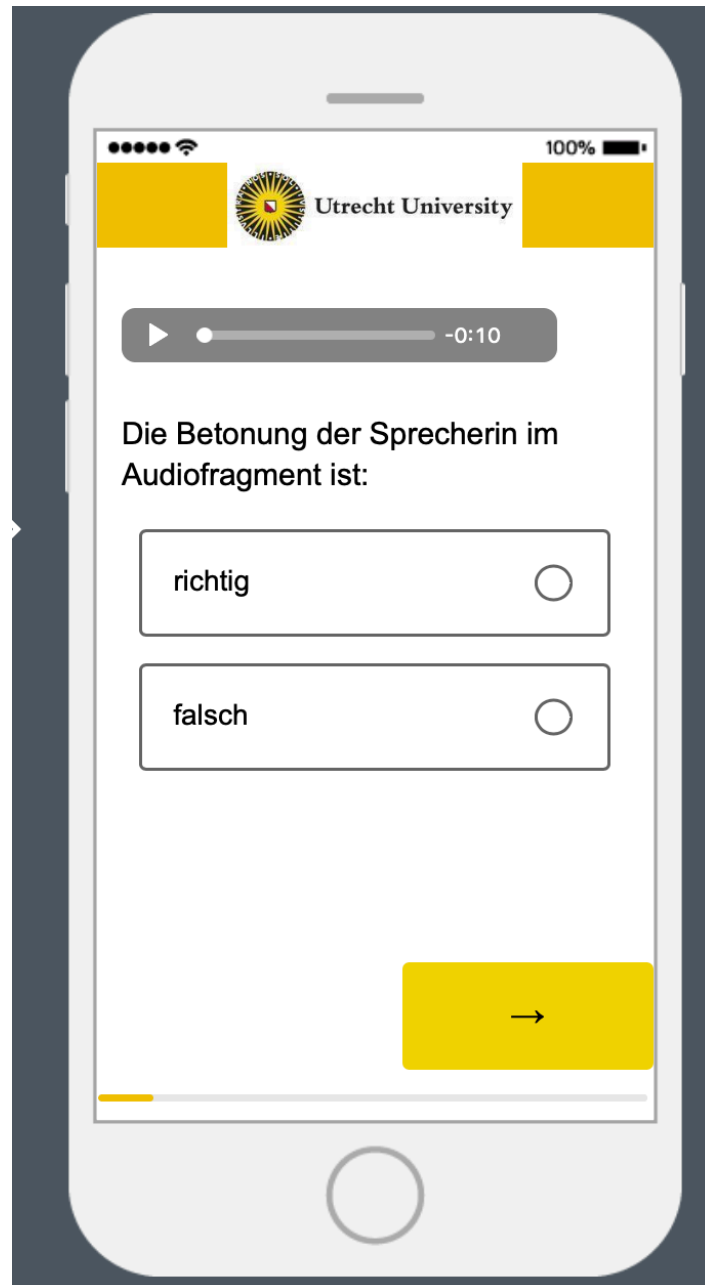 100%
Utrecht University
-0:10
Die Betonung der Sprecherin im
Audiofragment ist:
richtig
falsch
→